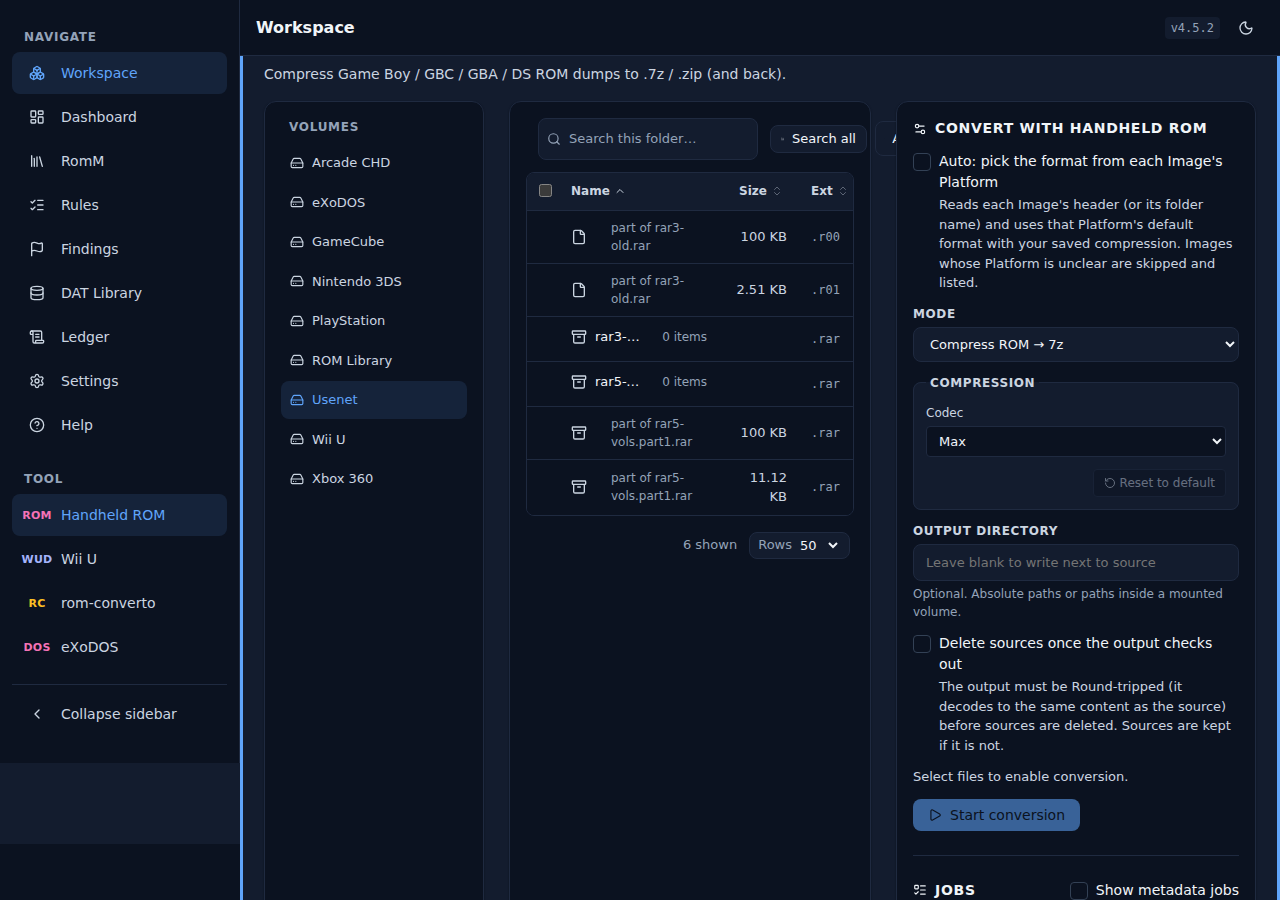 NAVIGATE
Workspace
Dashboard
RomM
Rules
Findings
DAT Library
Ledger
Settings
Help
TOOL
ROM Handheld ROM
WUD Wii U
RC rom-converto
DOS eXoDOS
Collapse sidebar
Workspace
v4.5.2
Compress Game Boy / GBC / GBA / DS ROM dumps to .7z / .zip (and back).
VOLUMES
Arcade CHD
eXoDOS
GameCube
Nintendo 3DS
PlayStation
ROM Library
Usenet
Wii U
Xbox 360
Search this folder…
Search all
Name Size Ext
part of rar3-
old.rar
100 KB .r00
part of rar3-
old.rar
2.51 KB .r01
rar3-… 0 items .rar
rar5-… 0 items .rar
part of rar5-
vols.part1.rar
100 KB .rar
part of rar5-
vols.part1.rar
11.12
KB
.rar
6 shown Rows 50
CONVERT WITH HANDHELD ROM
Auto: pick the format from each Image's
Platform
Reads each Image's header (or its folder
name) and uses that Platform's default
format with your saved compression. Images
whose Platform is unclear are skipped and
listed.
MODE
Compress ROM → 7z
COMPRESSION
Codec
Max
Reset to default
OUTPUT DIRECTORY
Leave blank to write next to source
Optional. Absolute paths or paths inside a mounted
volume.
Delete sources once the output checks
out
The output must be Round-tripped (it
decodes to the same content as the source)
before sources are deleted. Sources are kept
if it is not.
Select files to enable conversion.
Start conversion
JOBS
Show metadata jobs